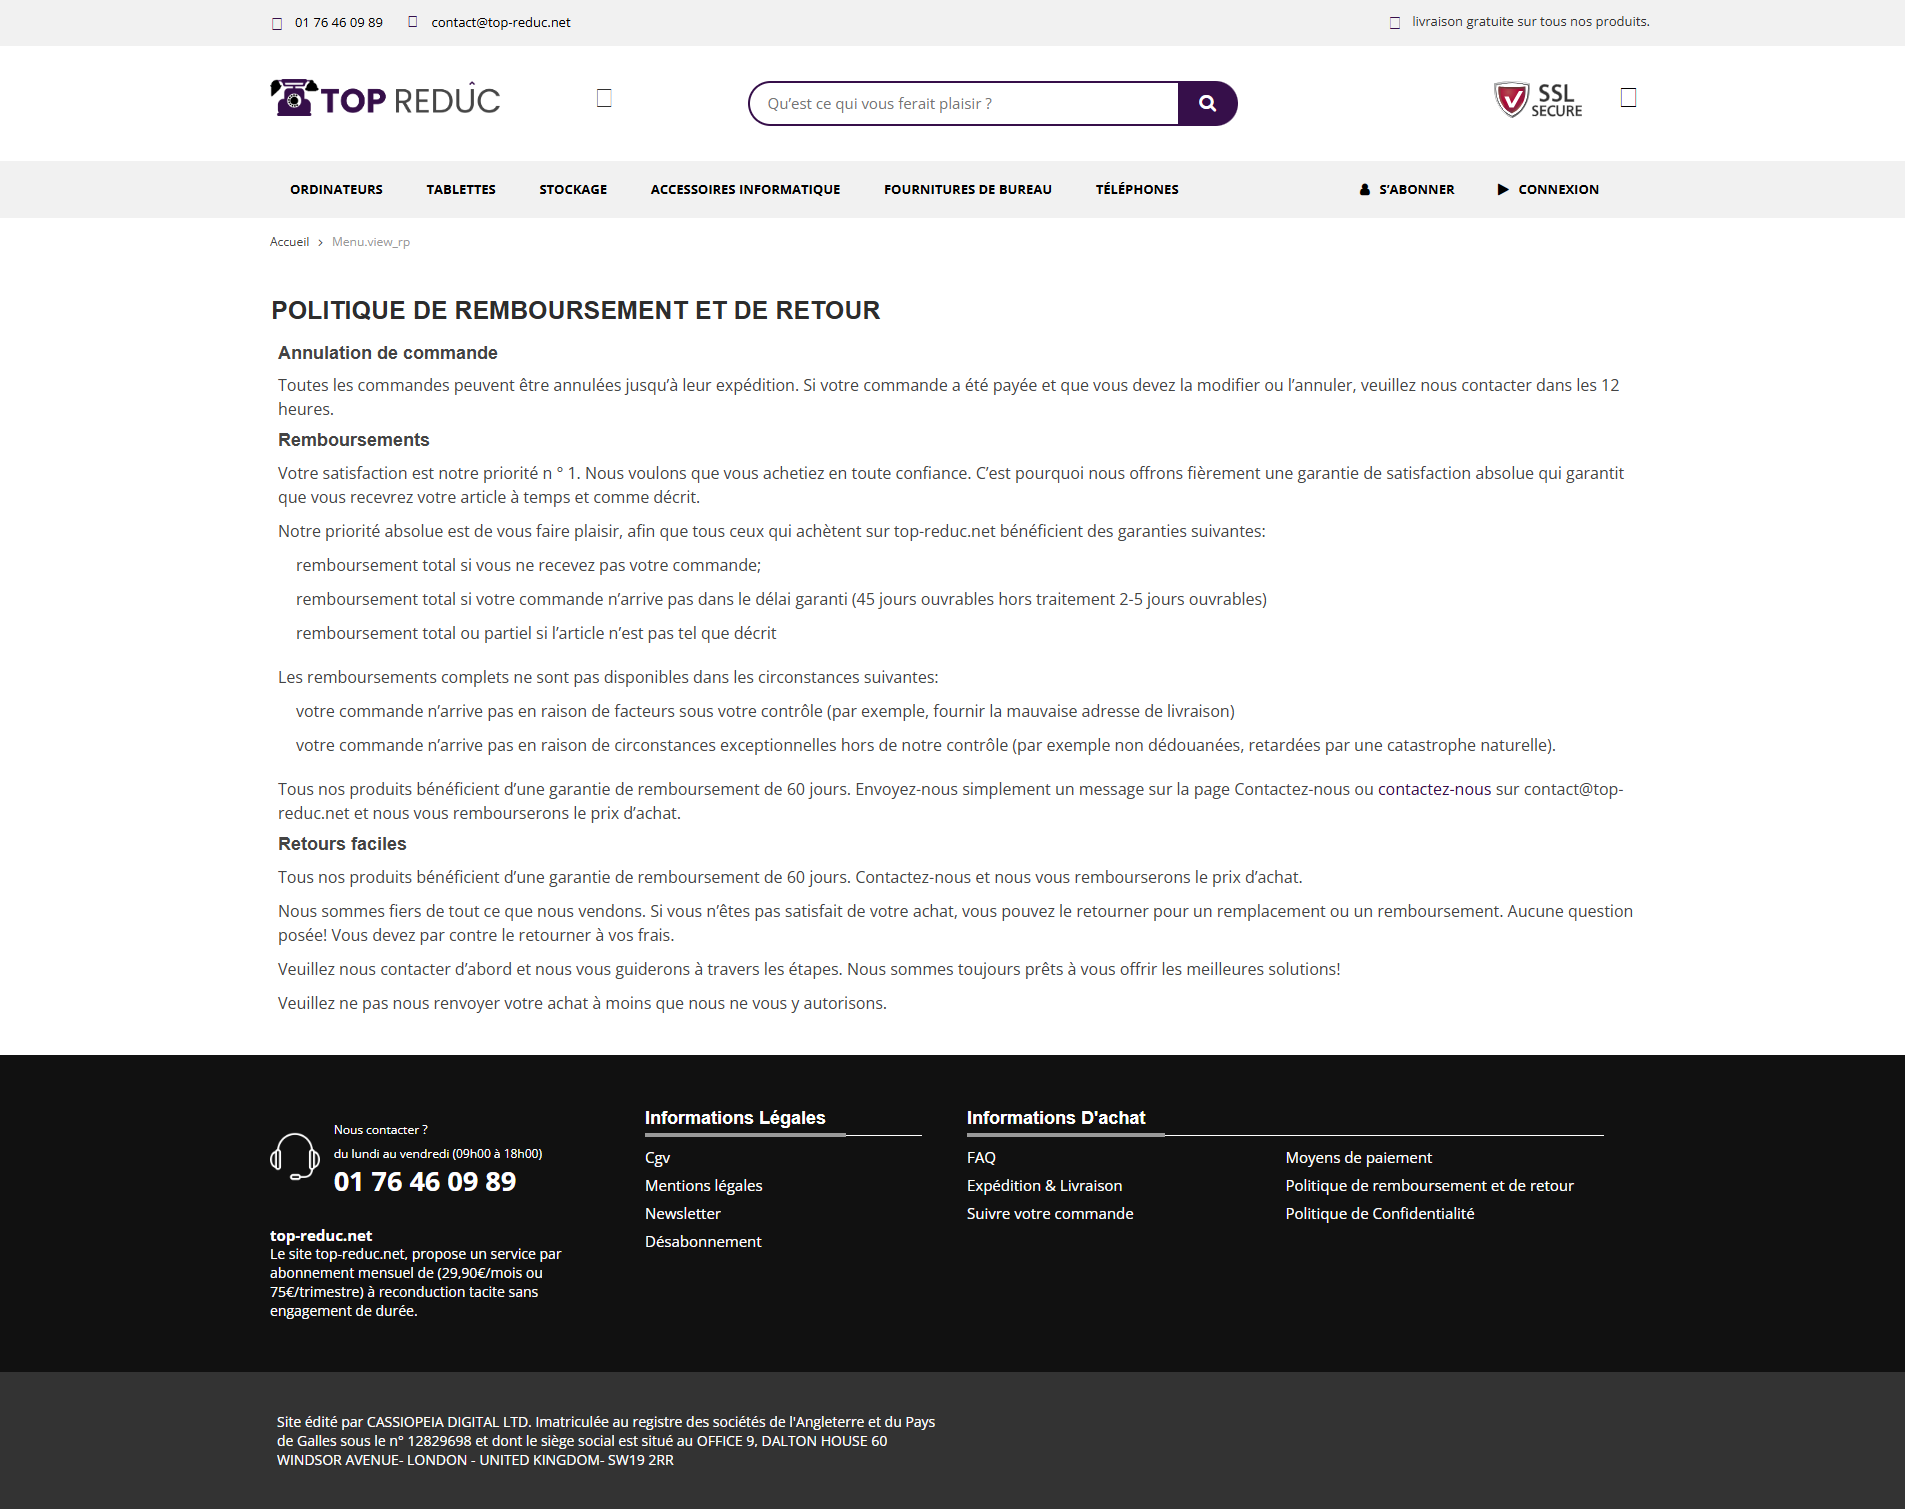 01 76 46 09 89
contact@top-reduc.net
livraison gratuite sur tous nos produits.
TOP REDÛC
Qu’est ce qui vous ferait plaisir ?
SSL
SECURE
ORDINATEURS
TABLETTES
STOCKAGE
ACCESSOIRES INFORMATIQUE
FOURNITURES DE BUREAU
TÉLÉPHONES
S’ABONNER
CONNEXION
Accueil > Menu.view_rp
POLITIQUE DE REMBOURSEMENT ET DE RETOUR
Annulation de commande
Toutes les commandes peuvent être annulées jusqu’à leur expédition. Si votre commande a été payée et que vous devez la modifier ou l’annuler, veuillez nous contacter dans les 12
heures.
Remboursements
Votre satisfaction est notre priorité n ° 1. Nous voulons que vous achetiez en toute confiance. C’est pourquoi nous offrons fièrement une garantie de satisfaction absolue qui garantit
que vous recevrez votre article à temps et comme décrit.
Notre priorité absolue est de vous faire plaisir, afin que tous ceux qui achètent sur top-reduc.net bénéficient des garanties suivantes:
remboursement total si vous ne recevez pas votre commande;
remboursement total si votre commande n’arrive pas dans le délai garanti (45 jours ouvrables hors traitement 2-5 jours ouvrables)
remboursement total ou partiel si l’article n’est pas tel que décrit
Les remboursements complets ne sont pas disponibles dans les circonstances suivantes:
votre commande n’arrive pas en raison de facteurs sous votre contrôle (par exemple, fournir la mauvaise adresse de livraison)
votre commande n’arrive pas en raison de circonstances exceptionnelles hors de notre contrôle (par exemple non dédouanées, retardées par une catastrophe naturelle).
Tous nos produits bénéficient d’une garantie de remboursement de 60 jours. Envoyez-nous simplement un message sur la page Contactez-nous ou contactez-nous sur contact@top-
reduc.net et nous vous rembourserons le prix d’achat.
Retours faciles
Tous nos produits bénéficient d’une garantie de remboursement de 60 jours. Contactez-nous et nous vous rembourserons le prix d’achat.
Nous sommes fiers de tout ce que nous vendons. Si vous n’êtes pas satisfait de votre achat, vous pouvez le retourner pour un remplacement ou un remboursement. Aucune question
posée! Vous devez par contre le retourner à vos frais.
Veuillez nous contacter d’abord et nous vous guiderons à travers les étapes. Nous sommes toujours prêts à vous offrir les meilleures solutions!
Veuillez ne pas nous renvoyer votre achat à moins que nous ne vous y autorisons.
Nous contacter ?
du lundi au vendredi (09h00 à 18h00)
01 76 46 09 89
top-reduc.net
Le site top-reduc.net, propose un service par
abonnement mensuel de (29,90€/mois ou
75€/trimestre) à reconduction tacite sans
engagement de durée.
Informations Légales
Cgv
Mentions légales
Newsletter
Désabonnement
Informations D'achat
FAQ
Expédition & Livraison
Suivre votre commande
Moyens de paiement
Politique de remboursement et de retour
Politique de Confidentialité
Site édité par CASSIOPEIA DIGITAL LTD. Imatriculée au registre des sociétés de l'Angleterre et du Pays
de Galles sous le n° 12829698 et dont le siège social est situé au OFFICE 9, DALTON HOUSE 60
WINDSOR AVENUE- LONDON - UNITED KINGDOM- SW19 2RR